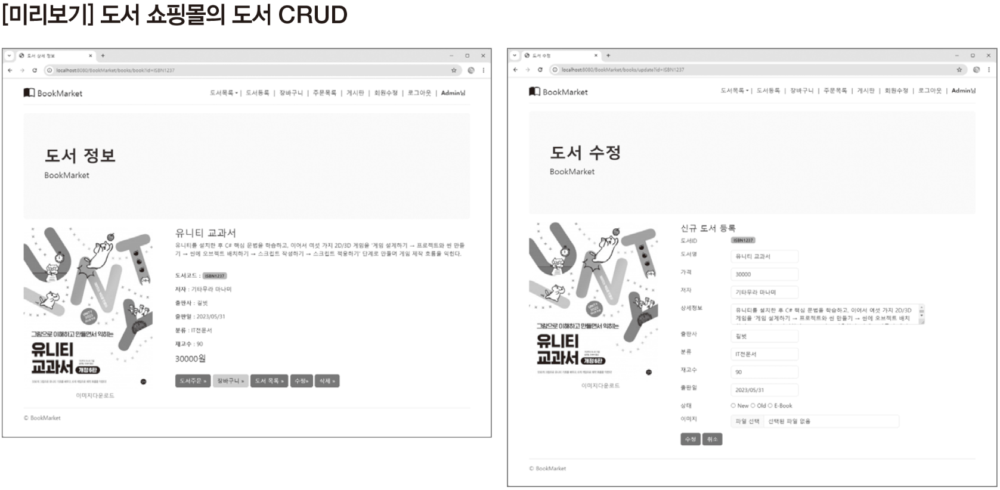 [미리보기] 도서 쇼핑몰의 도서 CRUD
도서 상세 정보
localhost:8080/BookMarket/books/book?id=ISBN1237
BookMarket
도서목록 | 도서등록 | 장바구니 | 주문목록 | 게시판 | 회원수정 | 로그아웃 | Admin님
도서 정보
BookMarket
UNITY
그림으로 이해하고 만들면서 익히는
유니티
교과서
개정 6판
이미지다운로드
유니티 교과서
유니티를 설치한 후 C# 핵심 문법을 학습하고, 이어서 여섯 가지 2D/3D 게임을 '게임 설계하기 → 프로젝트와 씬 만들
기 → 씬에 오브젝트 배치하기 → 스크립트 작성하기 → 스크립트 적용하기' 단계로 만들며 게임 제작 흐름을 익힌다.
도서코드 : ISBN1237
저자 : 기타무라 마나미
출판사 : 길벗
출판일 : 2023/05/31
분류 : IT전문서
재고수 : 90
30000원
도서주문 » 장바구니 » 도서 목록 » 수정» 삭제 »
© BookMarket
도서 수정
localhost:8080/BookMarket/books/update?id=ISBN1237
BookMarket
도서목록 | 도서등록 | 장바구니 | 주문목록 | 게시판 | 회원수정 | 로그아웃 | Admin님
도서 수정
BookMarket
UNITY
그림으로 이해하고 만들면서 익히는
유니티
교과서
개정 6판
이미지다운로드
신규 도서 등록
도서ID ISBN1237
도서명 유니티 교과서
가격 30000
저자 기타무라 마나미
상세정보 유니티를 설치한 후 C# 핵심 문법을 학습하고, 이어서 여섯 가지 2D/3D
게임을 '게임 설계하기 → 프로젝트와 씬 만들기 → 씬에 오브젝트 배치
출판사 길벗
분류 IT전문서
재고수 90
출판일 2023/05/31
상태 New Old E-Book
이미지 파일 선택 선택된 파일 없음
수정 취소
© BookMarket